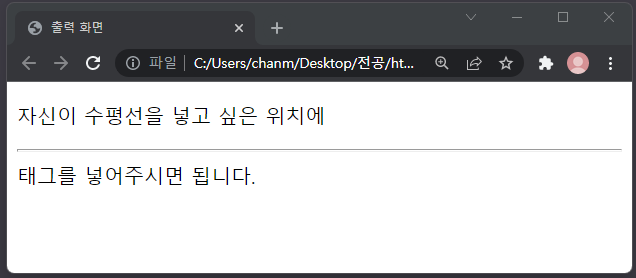 출력 화면
파일 C:/Users/chanm/Desktop/전공/ht...
자신이 수평선을 넣고 싶은 위치에
태그를 넣어주시면 됩니다.